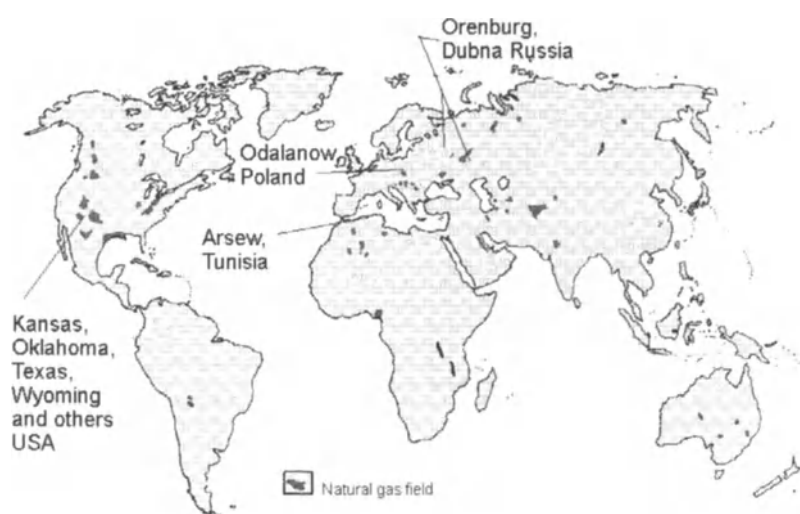 Orenburg,
Dubna Russia
Odalanow,
Poland
Arsew,
Tunisia
Kansas,
Oklahoma,
Texas,
Wyoming
and others
USA
Natural gas field